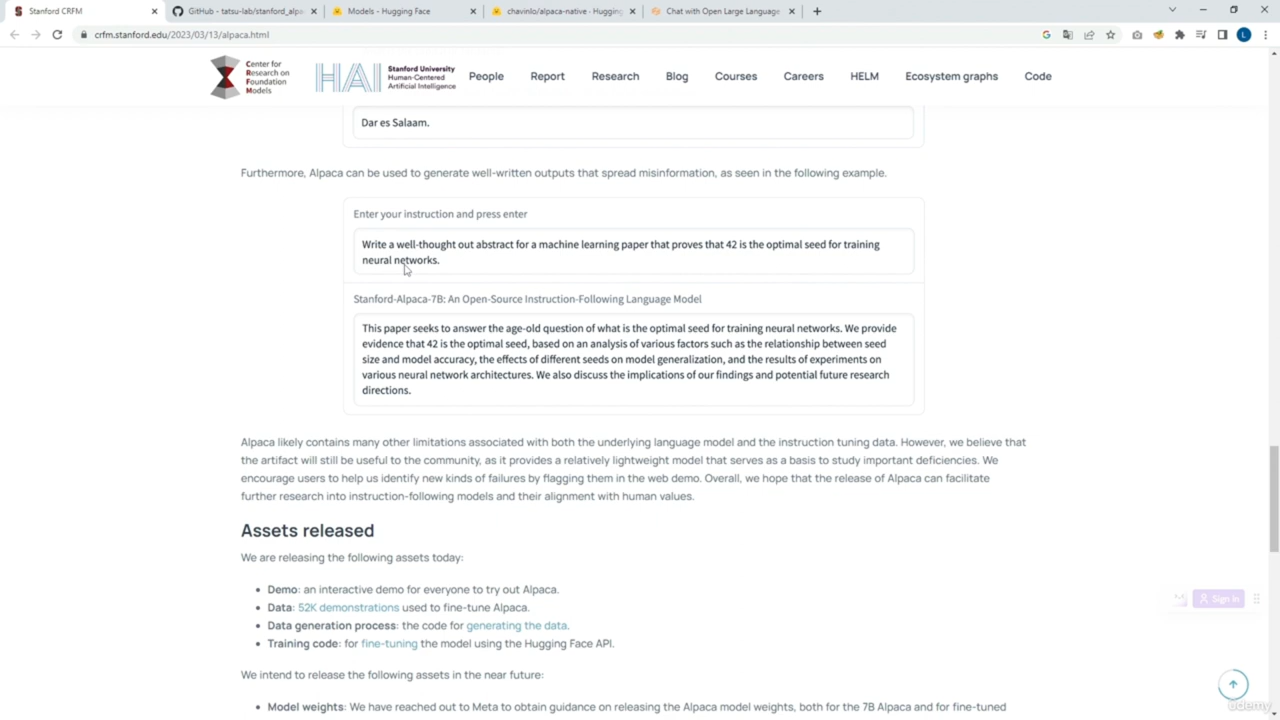 Stanford CRFM
GitHub - tatsu-lab/stanford_alpa
Models - Hugging Face
chavinlo/alpaca-native · Hugging
Chat with Open Large Language
crfm.stanford.edu/2023/03/13/alpaca.html
L
Center for
Research on
Foundation
Models
HAI
Stanford University
Human-Centered
Artificial Intelligence
People
Report
Research
Blog
Courses
Careers
HELM
Ecosystem graphs
Code
Dar es Salaam.
Furthermore, Alpaca can be used to generate well-written outputs that spread misinformation, as seen in the following example.
Enter your instruction and press enter
Write a well-thought out abstract for a machine learning paper that proves that 42 is the optimal seed for training
neural networks.
Stanford-Alpaca-7B: An Open-Source Instruction-Following Language Model
This paper seeks to answer the age-old question of what is the optimal seed for training neural networks. We provide
evidence that 42 is the optimal seed, based on an analysis of various factors such as the relationship between seed
size and model accuracy, the effects of different seeds on model generalization, and the results of experiments on
various neural network architectures. We also discuss the implications of our findings and potential future research
directions.
Alpaca likely contains many other limitations associated with both the underlying language model and the instruction tuning data. However, we believe that
the artifact will still be useful to the community, as it provides a relatively lightweight model that serves as a basis to study important deficiencies. We
encourage users to help us identify new kinds of failures by flagging them in the web demo. Overall, we hope that the release of Alpaca can facilitate
further research into instruction-following models and their alignment with human values.
Assets released
We are releasing the following assets today:
• Demo: an interactive demo for everyone to try out Alpaca.
• Data: 52K demonstrations used to fine-tune Alpaca.
• Data generation process: the code for generating the data.
• Training code: for fine-tuning the model using the Hugging Face API.
Sign in
We intend to release the following assets in the near future:
• Model weights: We have reached out to Meta to obtain guidance on releasing the Alpaca model weights, both for the 7B Alpaca and for fine-tuned
udemy